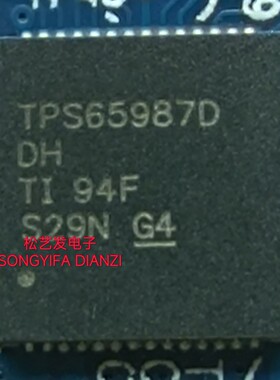 TPS65987D
DH
TI 94F
S29N G4
松艺发电子
SONGYIFA DIANZI